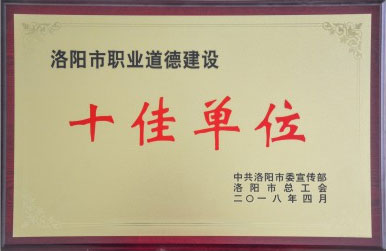 洛阳市职业道德建设
十佳单位
中共洛阳市委宣传部
洛阳市总工会
二〇一八年四月